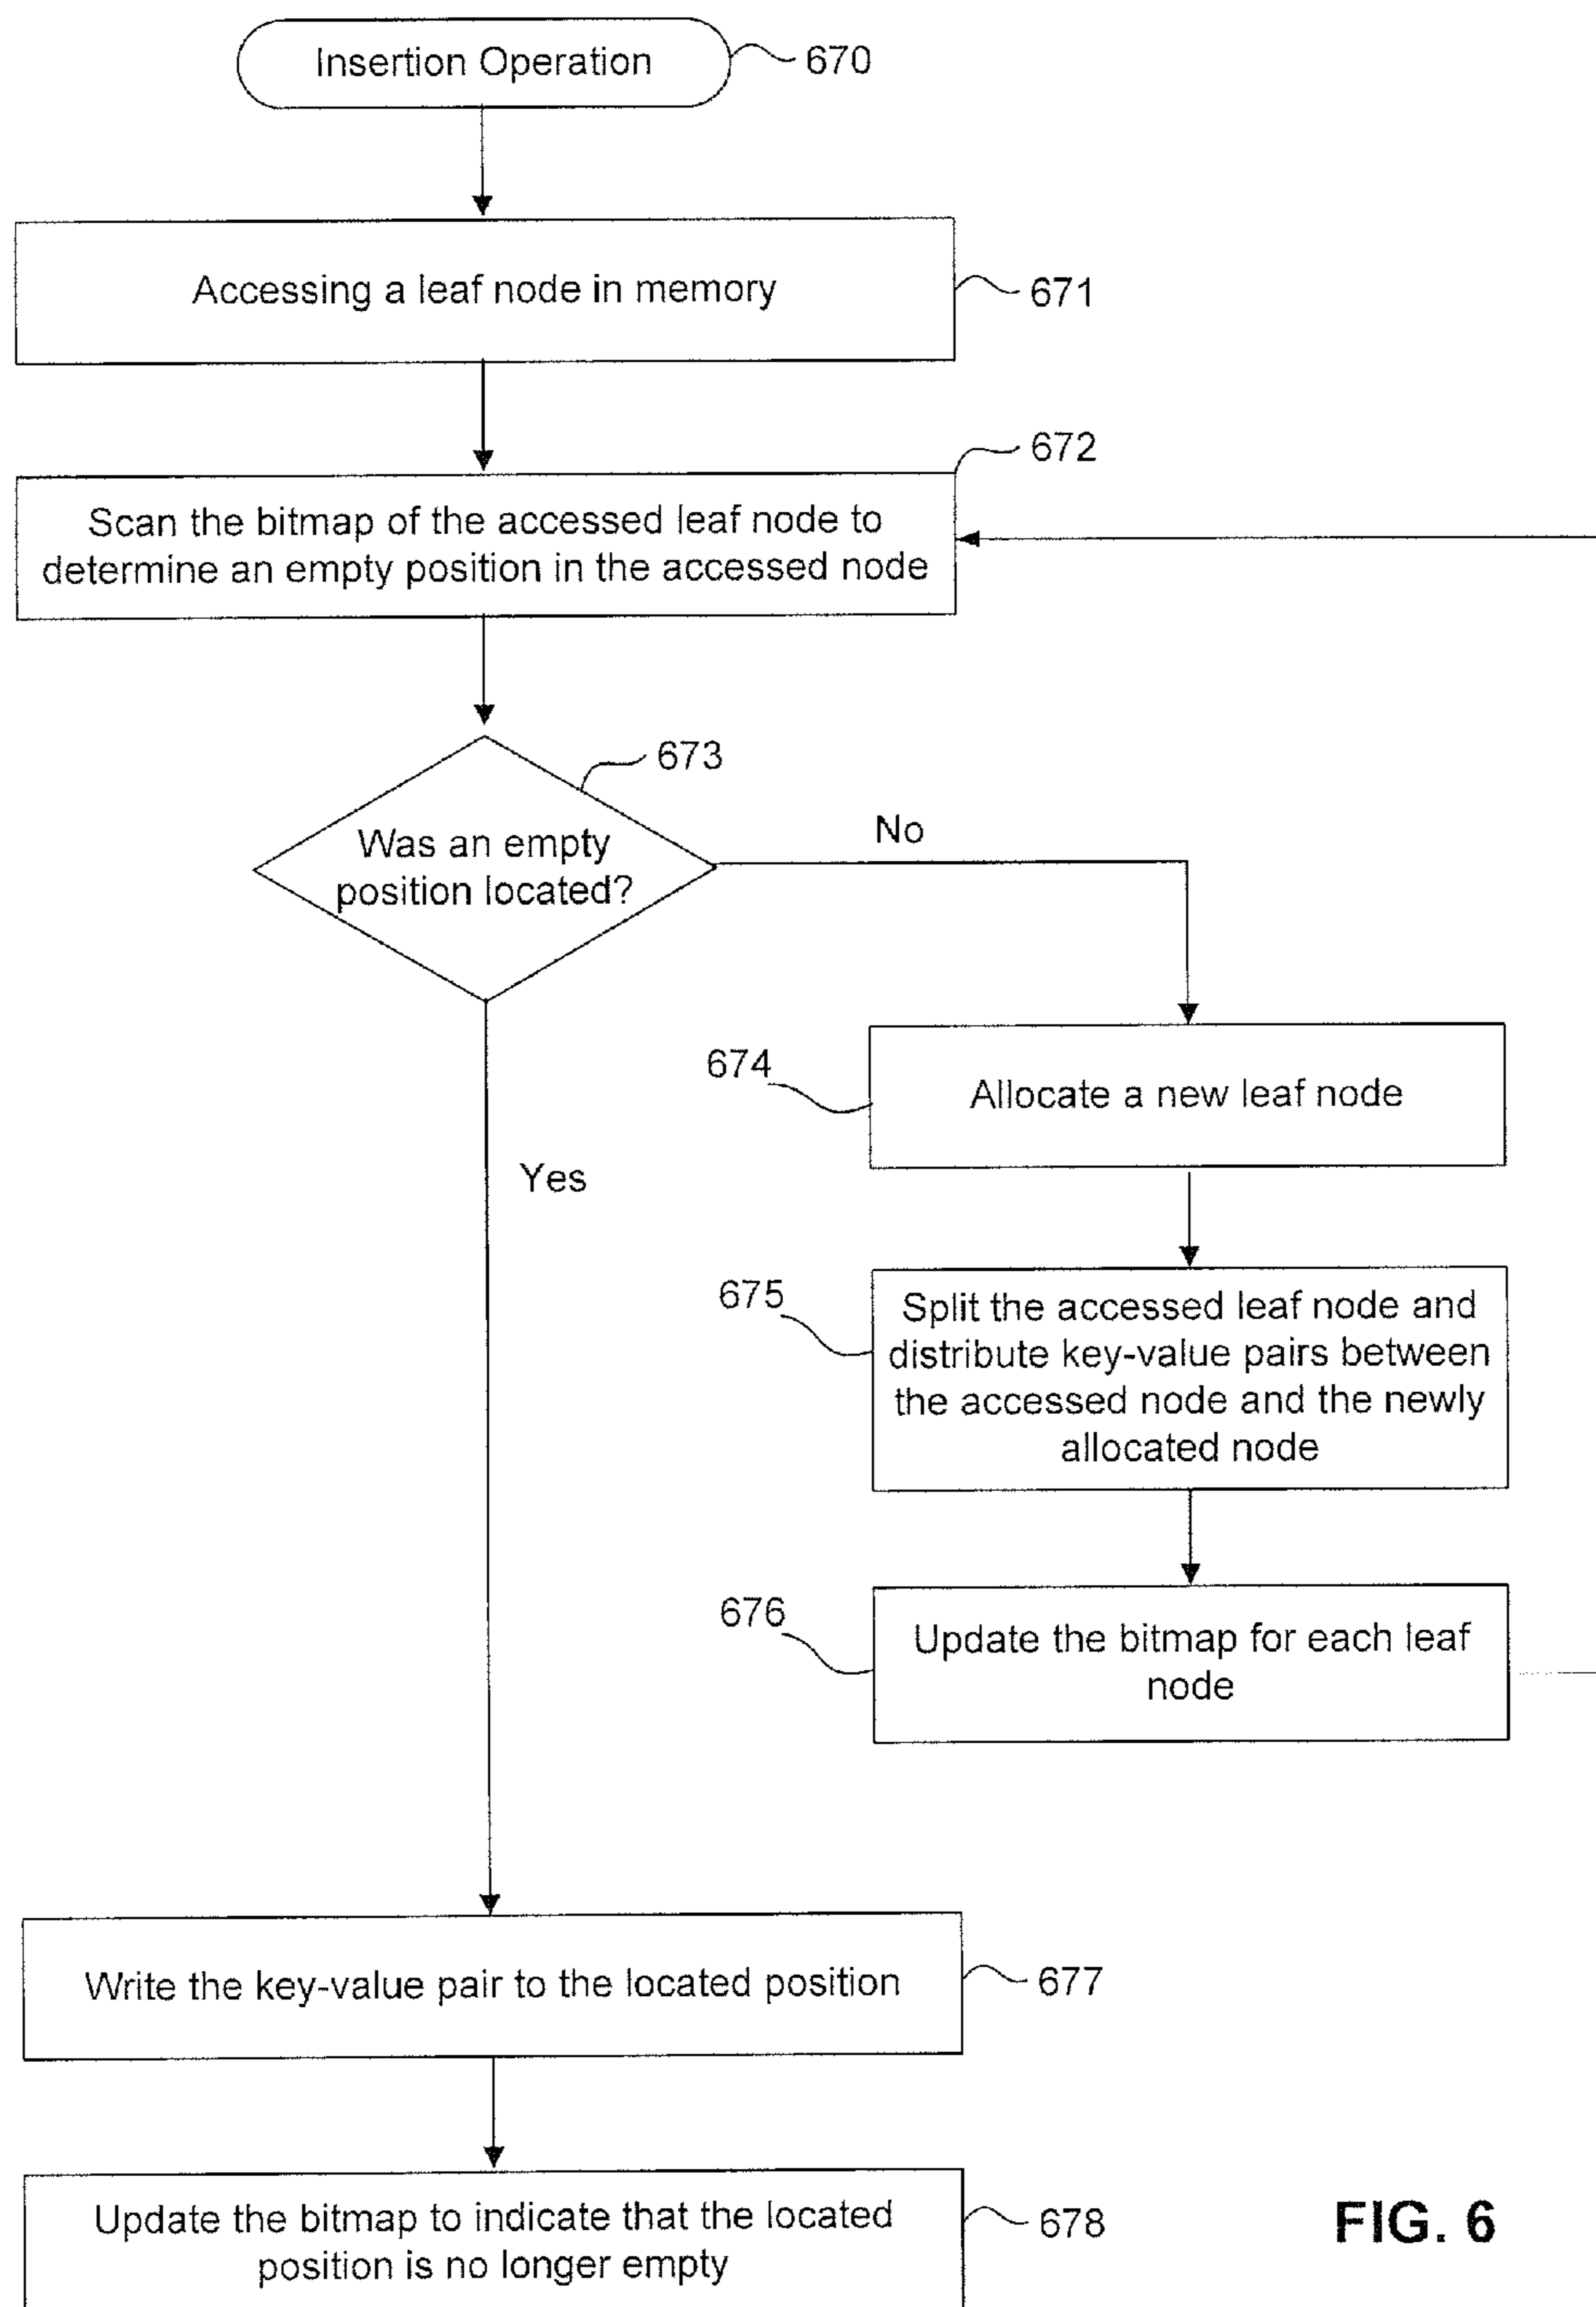 Insertion Operation
670
Accessing a leaf node in memory
671
672
Scan the bitmap of the accessed leaf node to
determine an empty position in the accessed node
673
Was an empty
position located?
No
Yes
674
Allocate a new leaf node
675
Split the accessed leaf node and
distribute key-value pairs between
the accessed node and the newly
allocated node
676
Update the bitmap for each leaf
node
Write the key-value pair to the located position
677
Update the bitmap to indicate that the located
position is no longer empty
678
FIG. 6